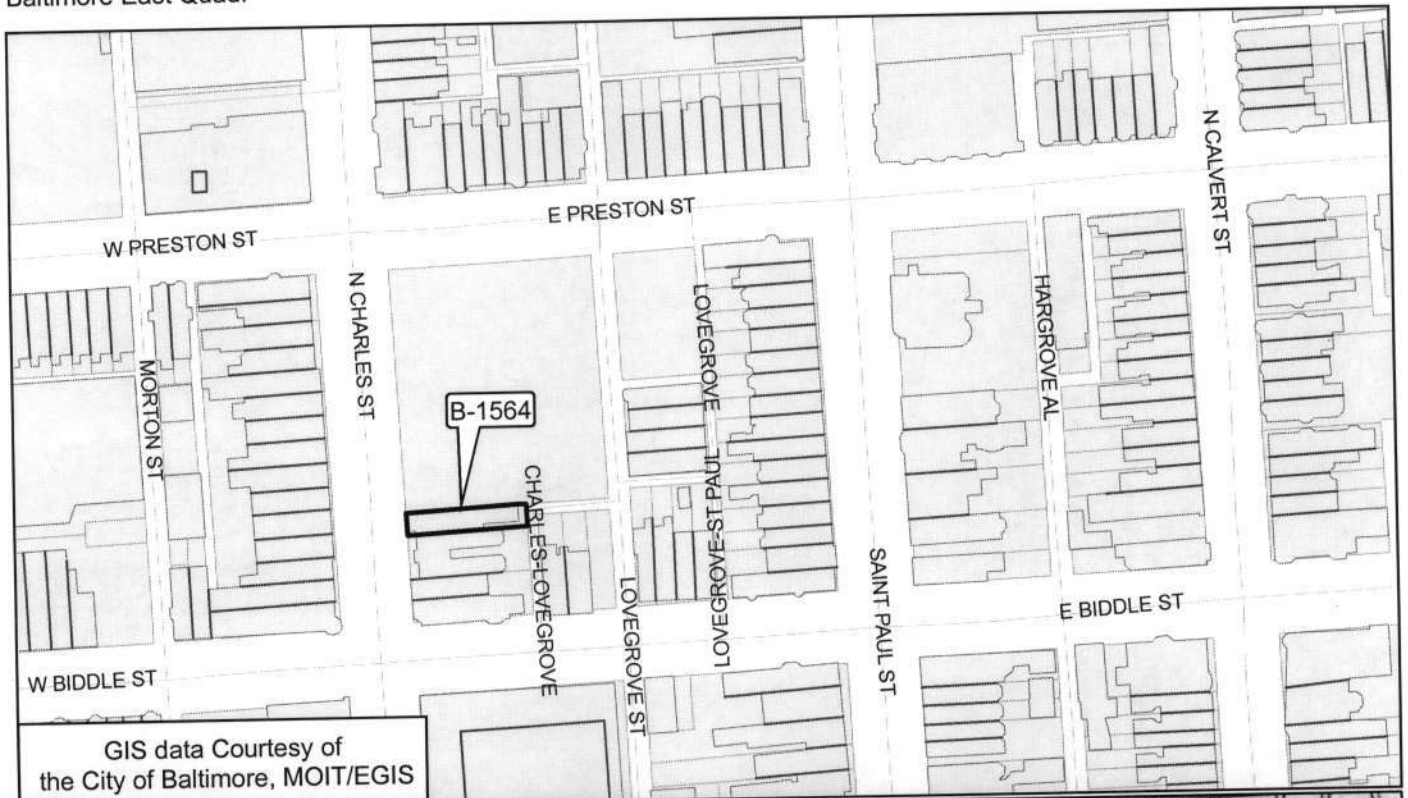 Baltimore East Quad.
W PRESTON ST
E PRESTON ST
N CALVERT ST
N CHARLES ST
MORTON ST
LOVEGROVE-ST PAUL LOVEGROVE
HARGROVE AL
B-1564
CHARLES-LOVEGROVE
LOVEGROVE ST
SAINT PAUL ST
E BIDDLE ST
W BIDDLE ST
GIS data Courtesy of
the City of Baltimore, MOIT/EGIS